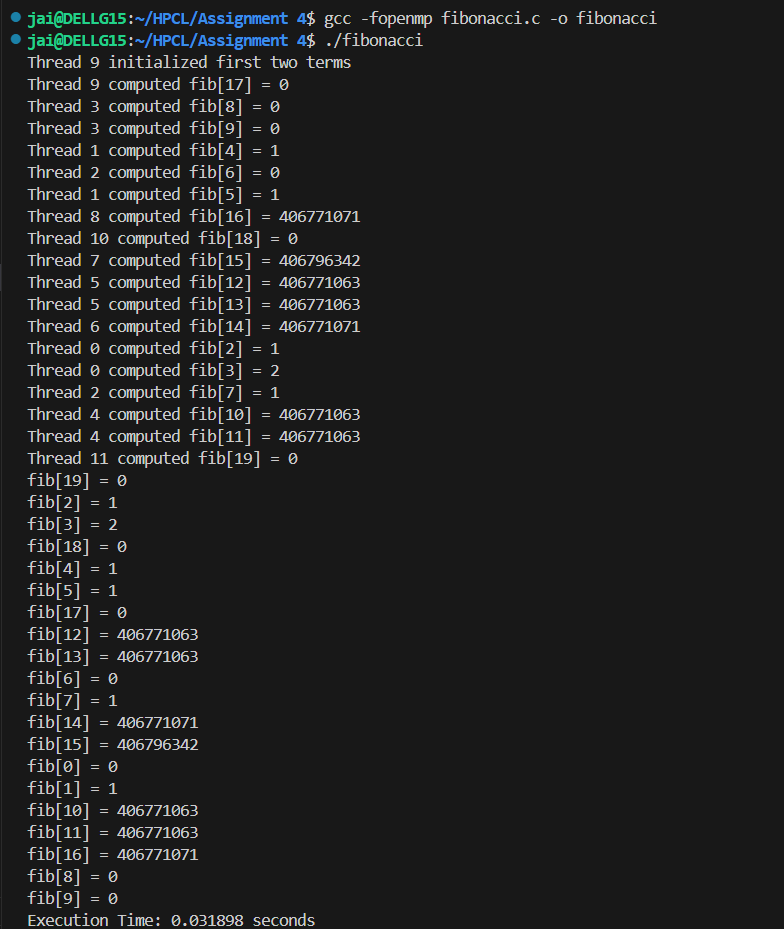 jai@DELLG15:~/HPCL/Assignment 4$ gcc -fopenmp fibonacci.c -o fibonacci
jai@DELLG15:~/HPCL/Assignment 4$ ./fibonacci
Thread 9 initialized first two terms
Thread 9 computed fib[17] = 0
Thread 3 computed fib[8] = 0
Thread 3 computed fib[9] = 0
Thread 1 computed fib[4] = 1
Thread 2 computed fib[6] = 0
Thread 1 computed fib[5] = 1
Thread 8 computed fib[16] = 406771071
Thread 10 computed fib[18] = 0
Thread 7 computed fib[15] = 406796342
Thread 5 computed fib[12] = 406771063
Thread 5 computed fib[13] = 406771063
Thread 6 computed fib[14] = 406771071
Thread 0 computed fib[2] = 1
Thread 0 computed fib[3] = 2
Thread 2 computed fib[7] = 1
Thread 4 computed fib[10] = 406771063
Thread 4 computed fib[11] = 406771063
Thread 11 computed fib[19] = 0
fib[19] = 0
fib[2] = 1
fib[3] = 2
fib[18] = 0
fib[4] = 1
fib[5] = 1
fib[17] = 0
fib[12] = 406771063
fib[13] = 406771063
fib[6] = 0
fib[7] = 1
fib[14] = 406771071
fib[15] = 406796342
fib[0] = 0
fib[1] = 1
fib[10] = 406771063
fib[11] = 406771063
fib[16] = 406771071
fib[8] = 0
fib[9] = 0
Execution Time: 0.031898 seconds